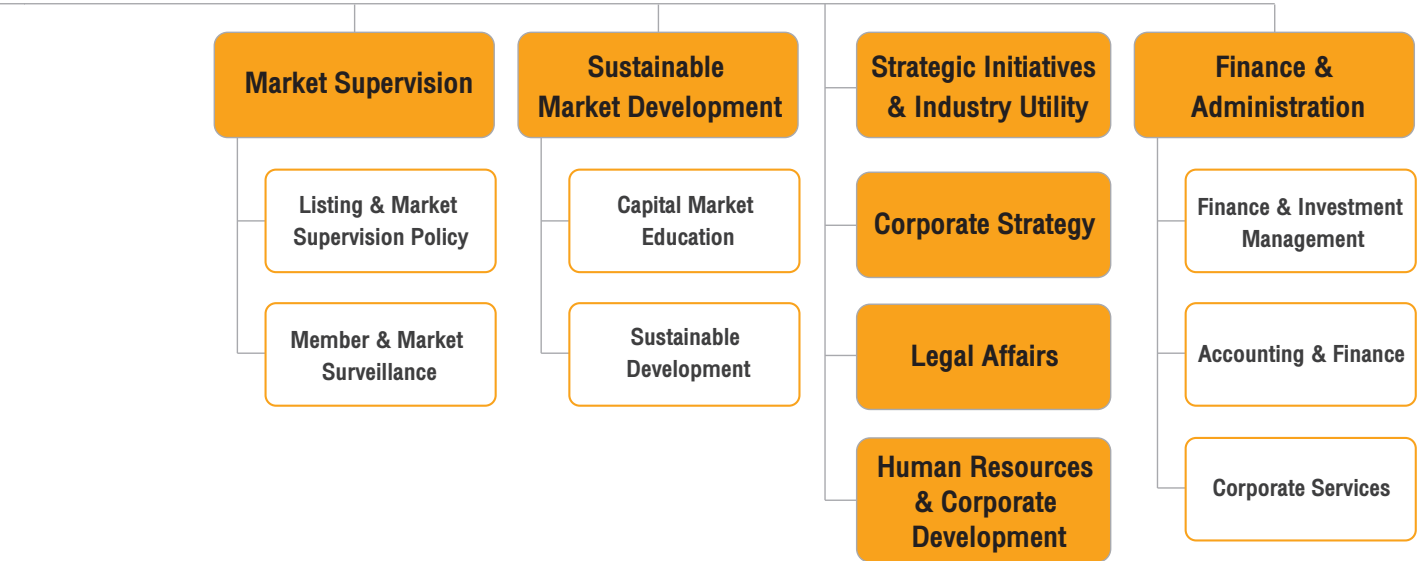 Market Supervision
Listing & Market
Supervision Policy
Member & Market
Surveillance
Sustainable
Market Development
Capital Market
Education
Sustainable
Development
Strategic Initiatives
& Industry Utility
Corporate Strategy
Legal Affairs
Human Resources
& Corporate
Development
Finance &
Administration
Finance & Investment
Management
Accounting & Finance
Corporate Services